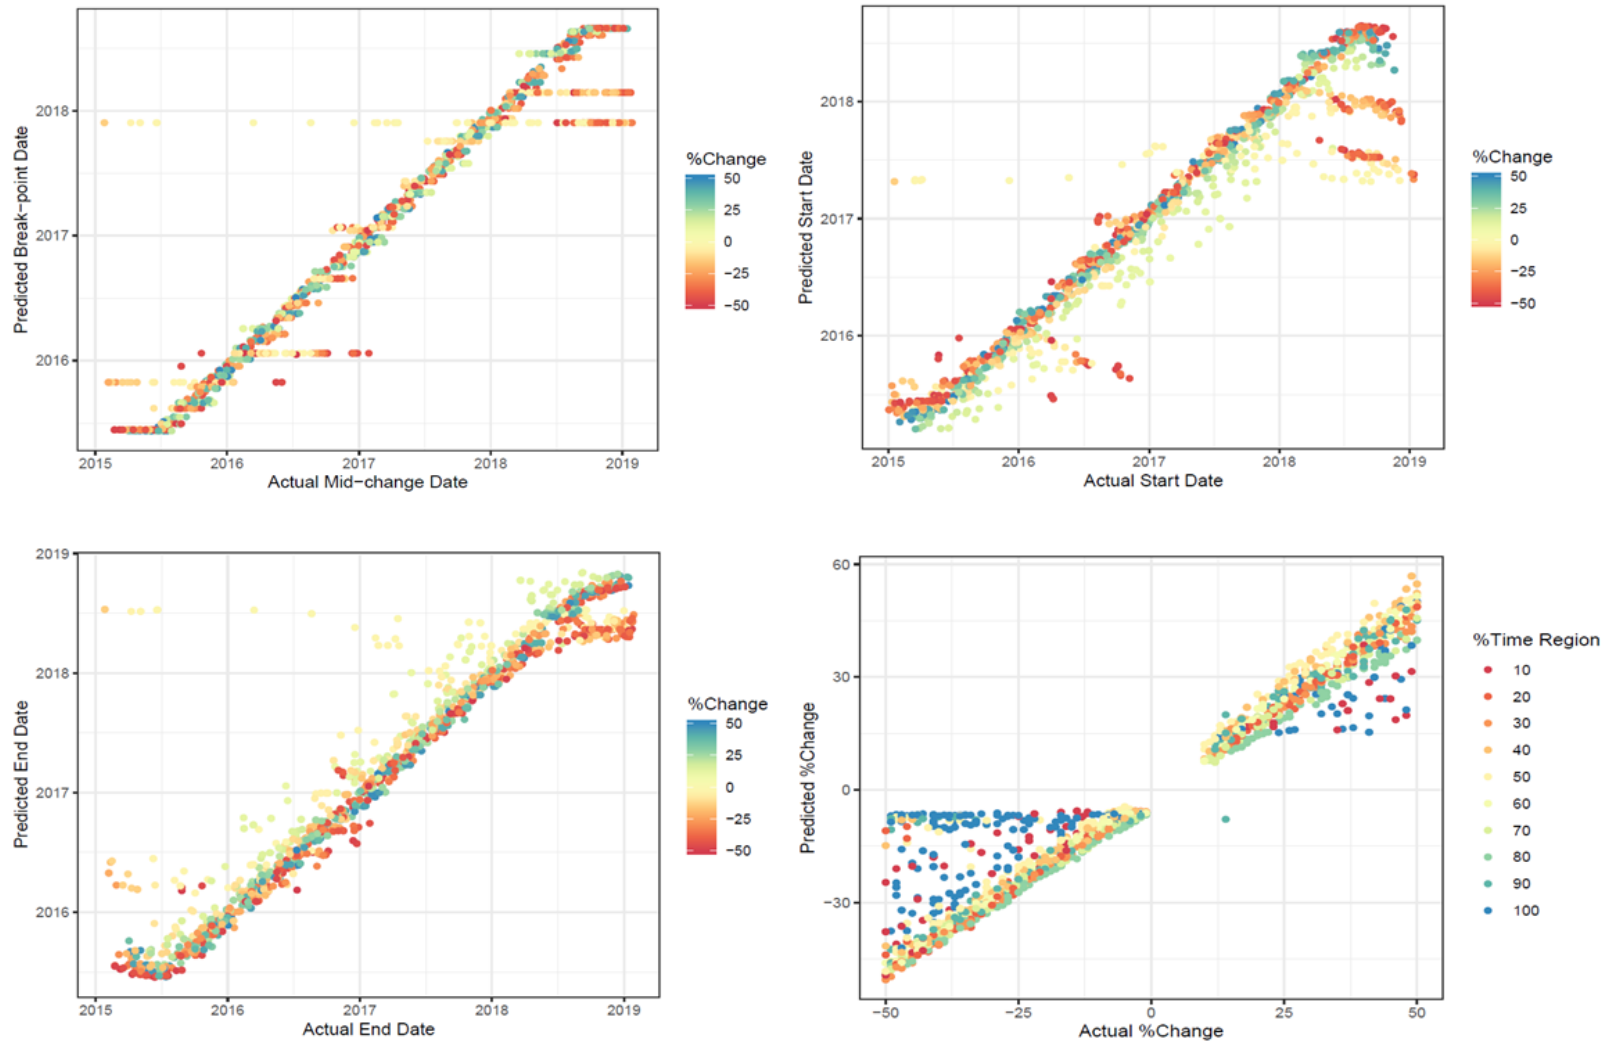 Predicted Break−point Date
2018
2017
2016
2015 2016 2017 2018 2019
Actual Mid−change Date
%Change
50
25
0
−25
−50
Predicted Start Date
2018
2017
2016
2015 2016 2017 2018 2019
Actual Start Date
%Change
50
25
0
−25
−50
Predicted End Date
2019
2018
2017
2016
2015 2016 2017 2018 2019
Actual End Date
%Change
50
25
0
−25
−50
Predicted %Change
60
30
0
−30
−50 −25 0 25 50
Actual %Change
%Time Region
10
20
30
40
50
60
70
80
90
100